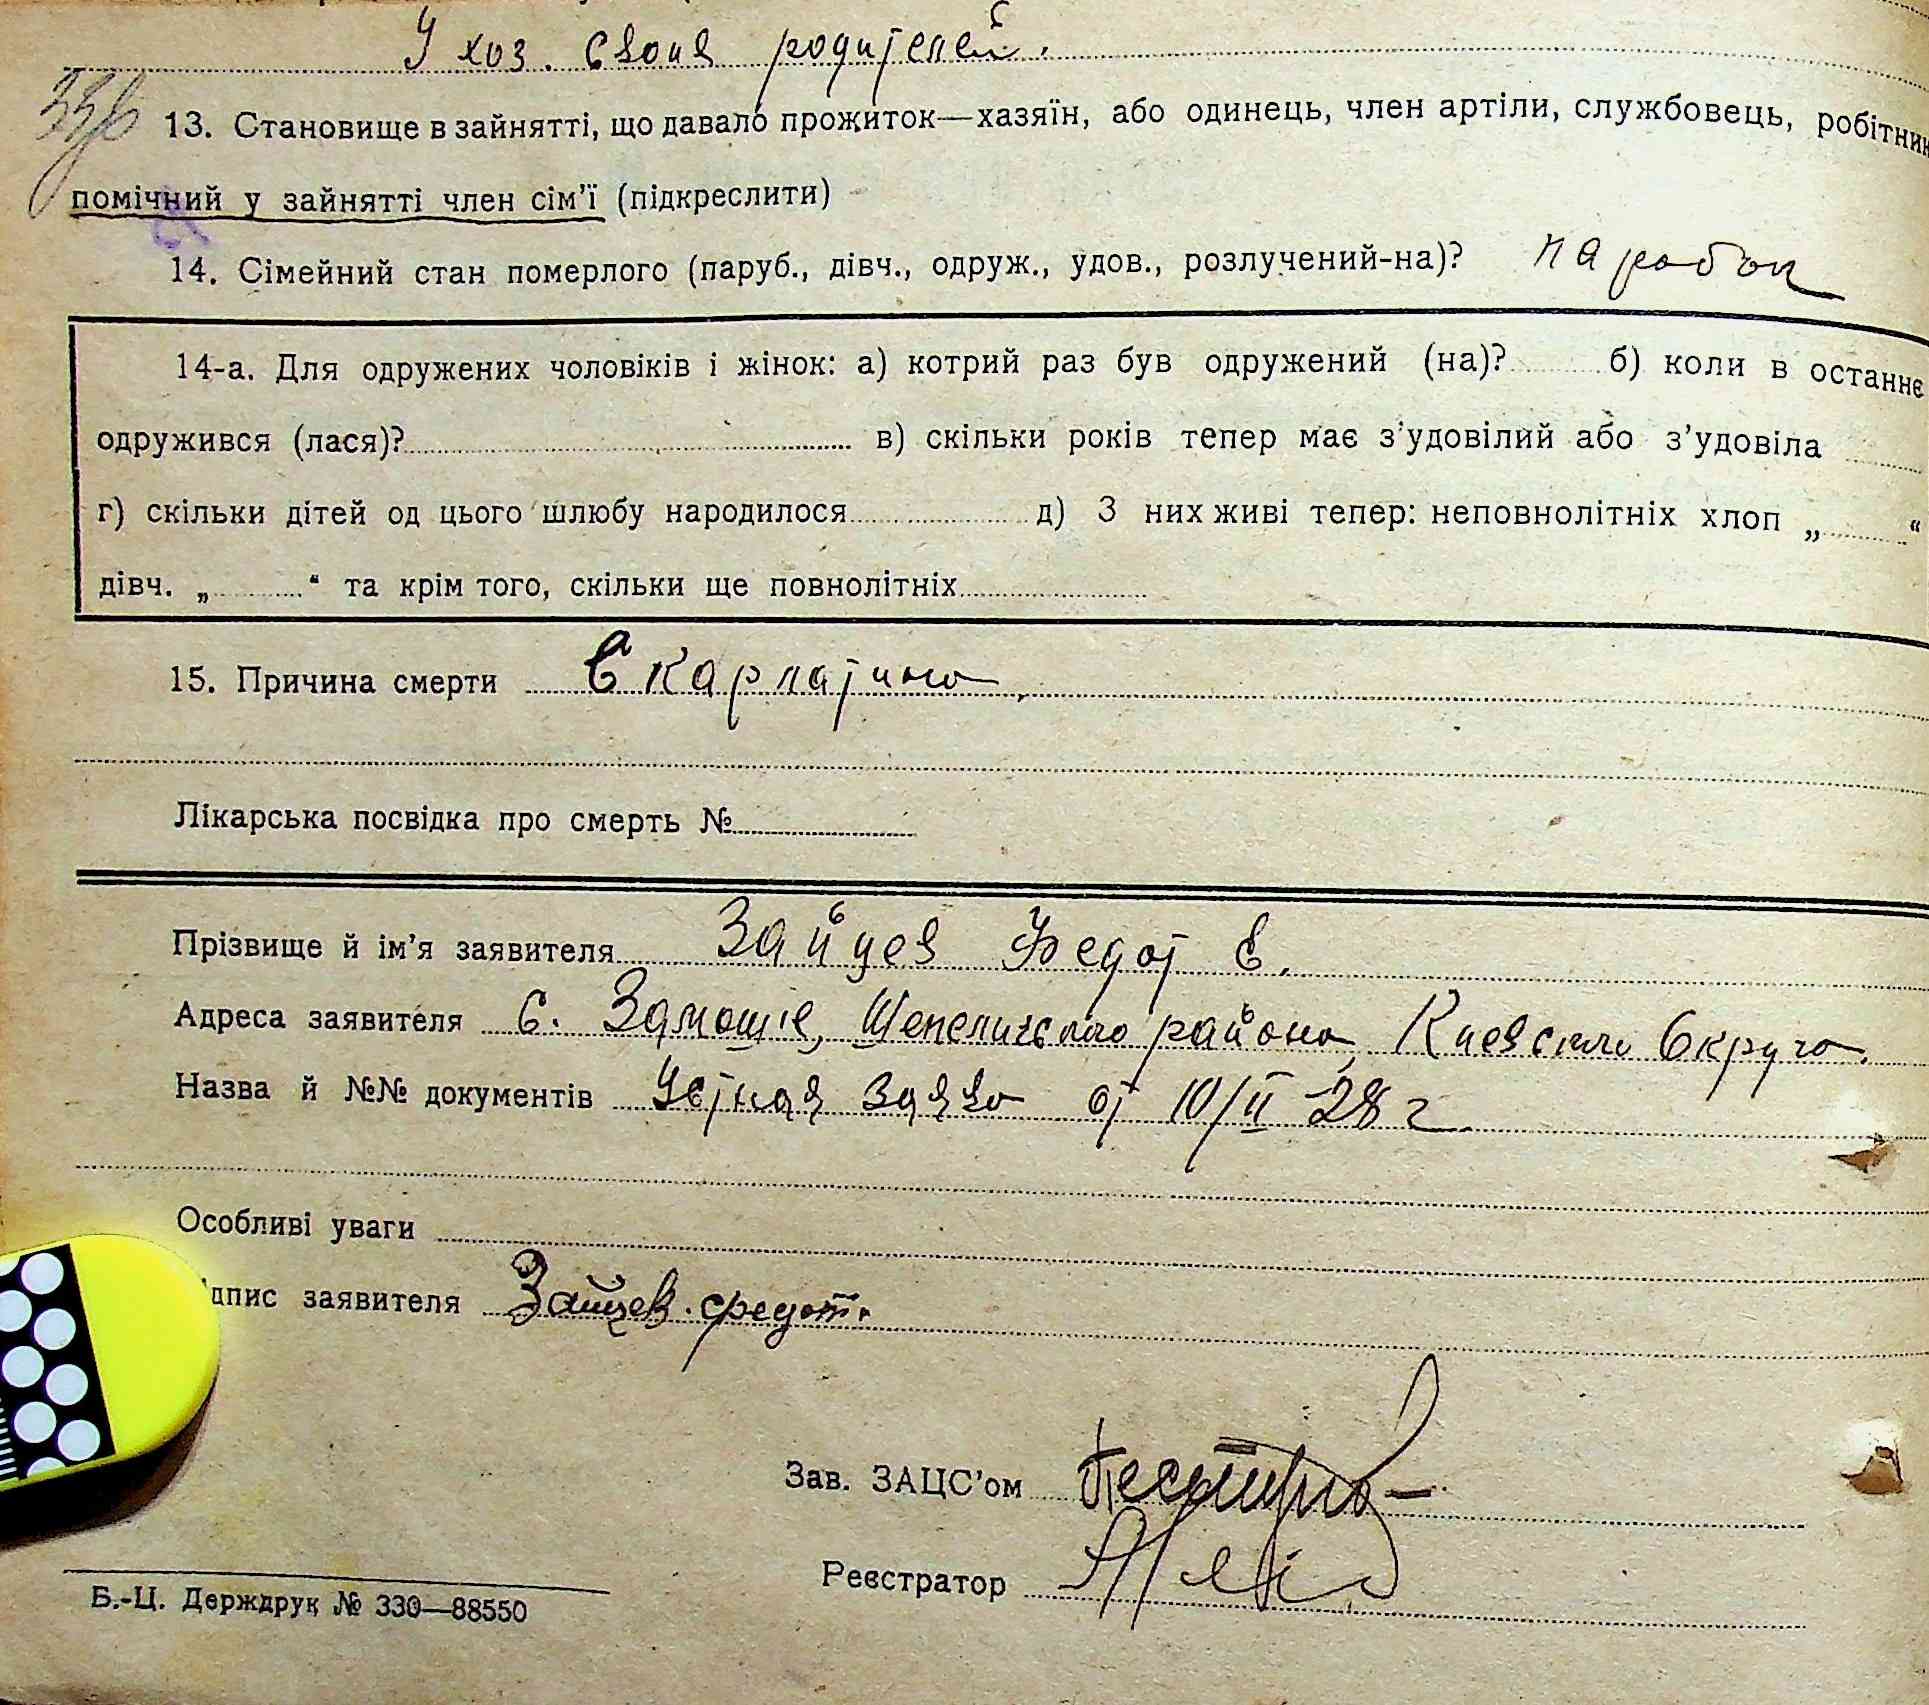 У хоз. своих родителей.
336
13. Становище в зайнятті, що давало прожиток—хазяїн, або одинець, член артіли, службовець, робітник
помічний у зайнятті член сім'ї (підкреслити)
14. Сімейний стан померлого (паруб., дівч., одруж., удов., розлучений-на)? паробок
14-а. Для одружених чоловіків і жінок: а) котрий раз був одружений (на)? б) коли в останнє
одружився (лася)? в) скільки років тепер має з'удовілий або з'удовіла
г) скільки дітей од цього шлюбу народилося д) З них живі тепер: неповнолітніх хлоп „ “
дівч. „ “ та крім того, скільки ще повнолітніх
15. Причина смерти Скарлатина
Лікарська посвідка про смерть №
Прізвище й ім'я заявителя Зайцев Федот С.
Адреса заявителя С. Замошье, Шепеличского района, Киевского Округа.
Назва й №№ документів Устная заява от 10/II 28 г.
Особливі уваги
дпис заявителя Зайцев. Федот.
Зав. ЗАЦС'ом
Реєстратор
Б.-Ц. Держдрук № 330—88550